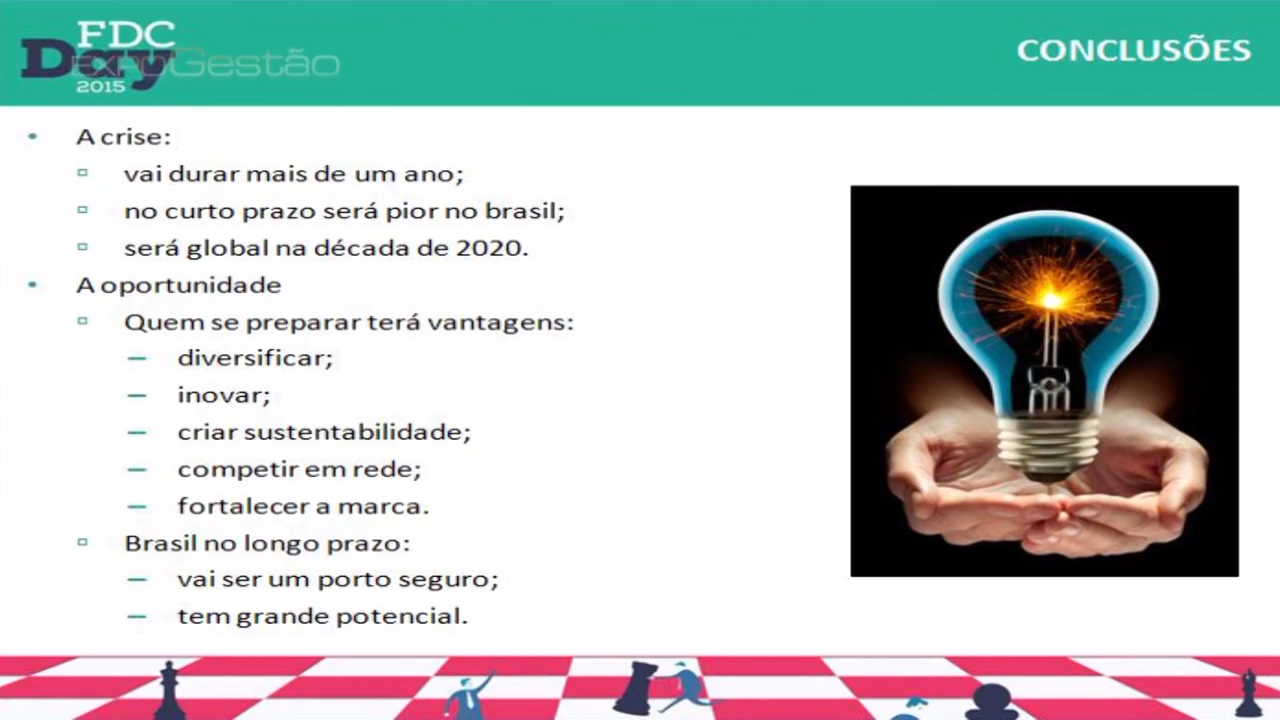 FDC
Day
2015
EXPOGestão
CONCLUSÕES
• A crise:
▫ vai durar mais de um ano;
▫ no curto prazo será pior no brasil;
▫ será global na década de 2020.
• A oportunidade
▫ Quem se preparar terá vantagens:
– diversificar;
– inovar;
– criar sustentabilidade;
– competir em rede;
– fortalecer a marca.
▫ Brasil no longo prazo:
– vai ser um porto seguro;
– tem grande potencial.